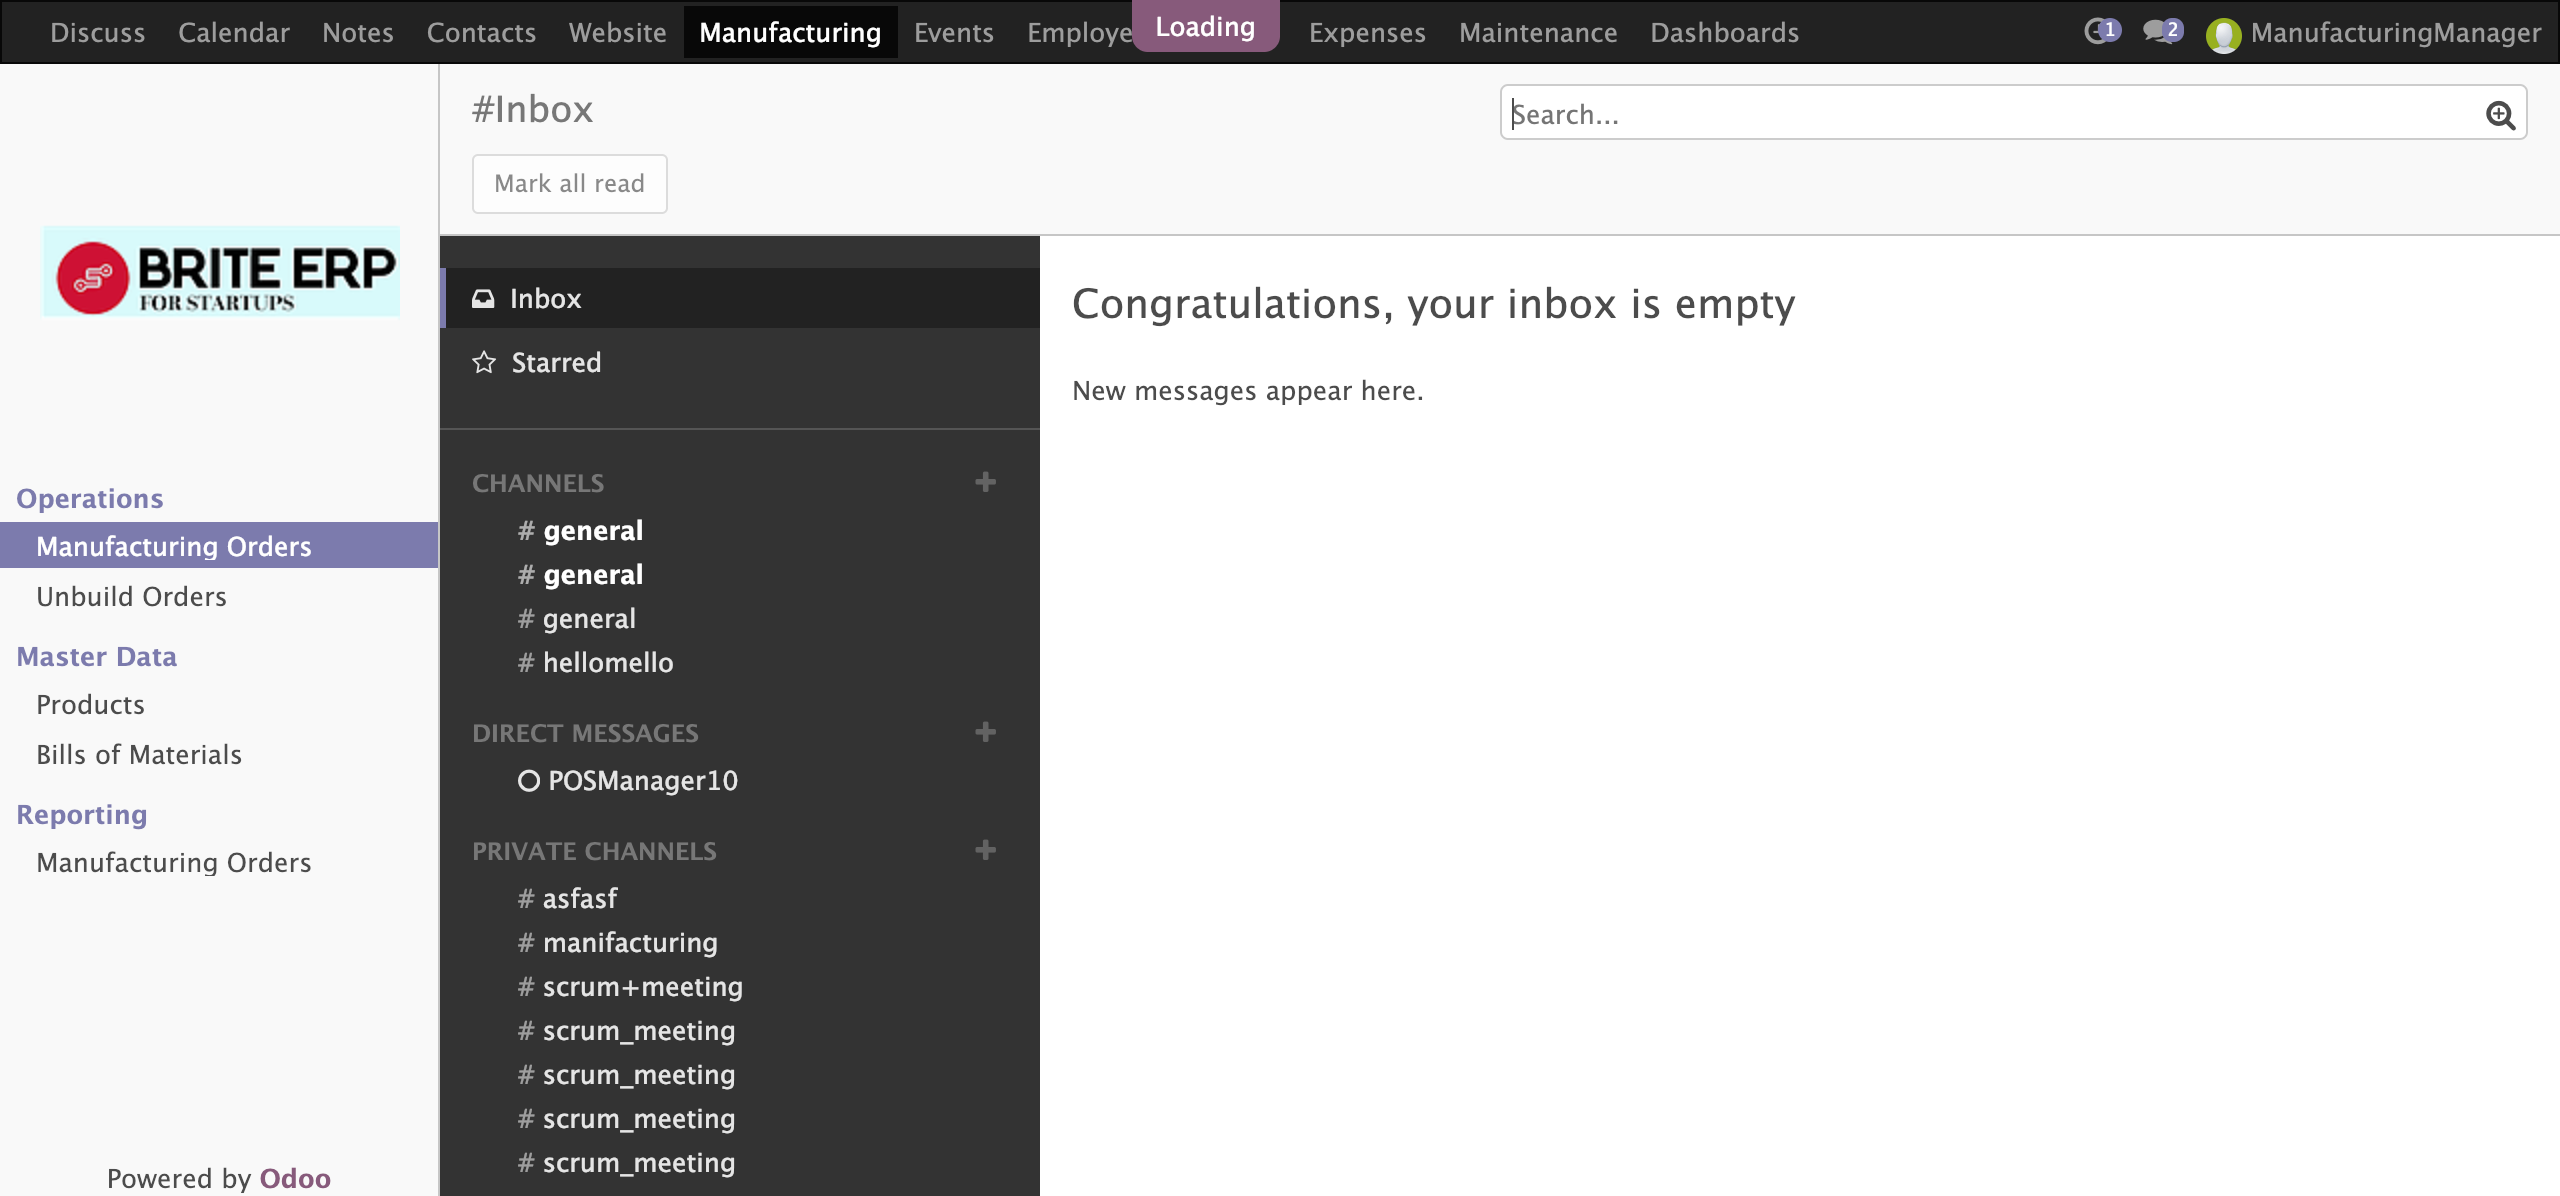 Discuss Calendar Notes Contacts Website Manufacturing Events Employe Loading Expenses Maintenance Dashboards 1 2 ManufacturingManager
#Inbox
Search...
Mark all read
BRITE ERP
FOR STARTUPS
Operations
Manufacturing Orders
Unbuild Orders
Master Data
Products
Bills of Materials
Reporting
Manufacturing Orders
Powered by Odoo
Inbox
Starred
CHANNELS
# general
# general
# general
# hellomello
DIRECT MESSAGES
POSManager10
PRIVATE CHANNELS
# asfasf
# manifacturing
# scrum+meeting
# scrum_meeting
# scrum_meeting
# scrum_meeting
# scrum_meeting
Congratulations, your inbox is empty
New messages appear here.